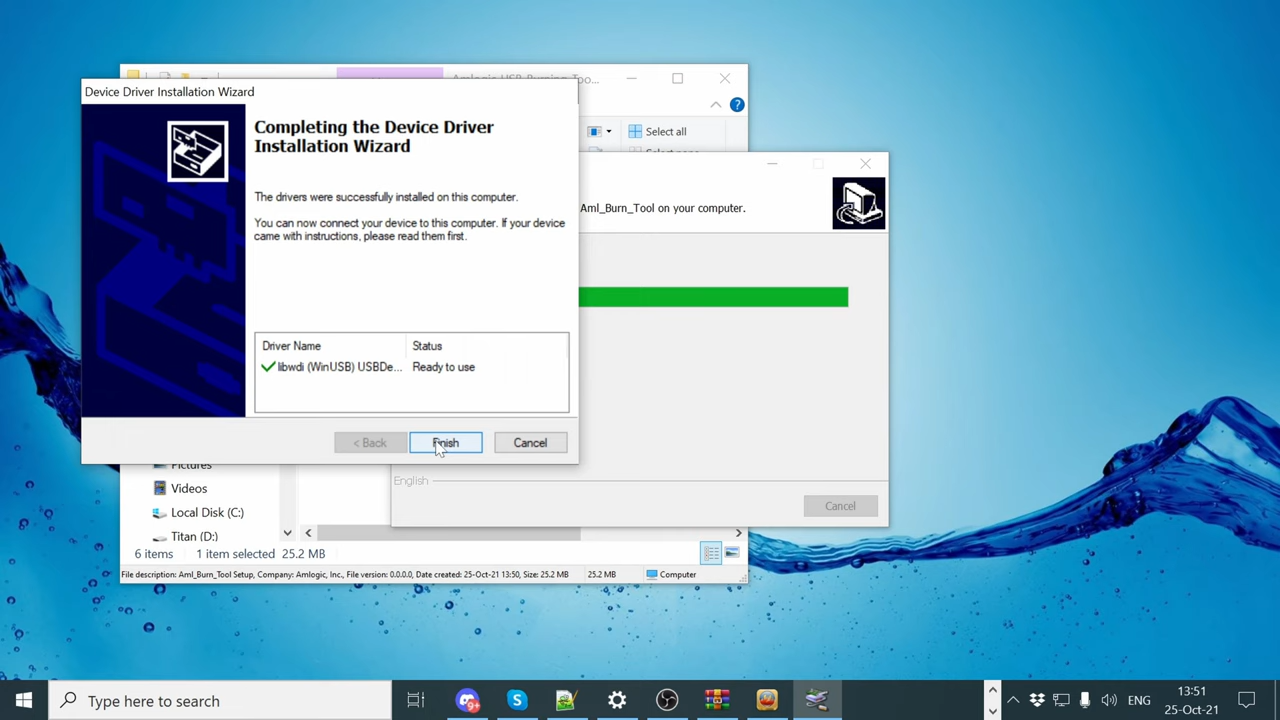 Amlogic USB_Burning_Too...
Device Driver Installation Wizard
Completing the Device Driver
Installation Wizard
The drivers were successfully installed on this computer.
You can now connect your device to this computer. If your device
came with instructions, please read them first.
Driver Name
Status
libwdi (WinUSB) USBDe...
Ready to use
< Back
Finish
Cancel
Select all
Select none
Aml_Burn_Tool on your computer.
English
Cancel
Pictures
Videos
Local Disk (C:)
Titan (D:)
6 items
1 item selected 25.2 MB
File description: Aml_Burn_Tool Setup, Company: Amlogic, Inc., File version: 0.0.0.0, Date created: 25-Oct-21 13:50, Size: 25.2 MB
25.2 MB
Computer
Type here to search
9+
ENG
13:51
25-Oct-21